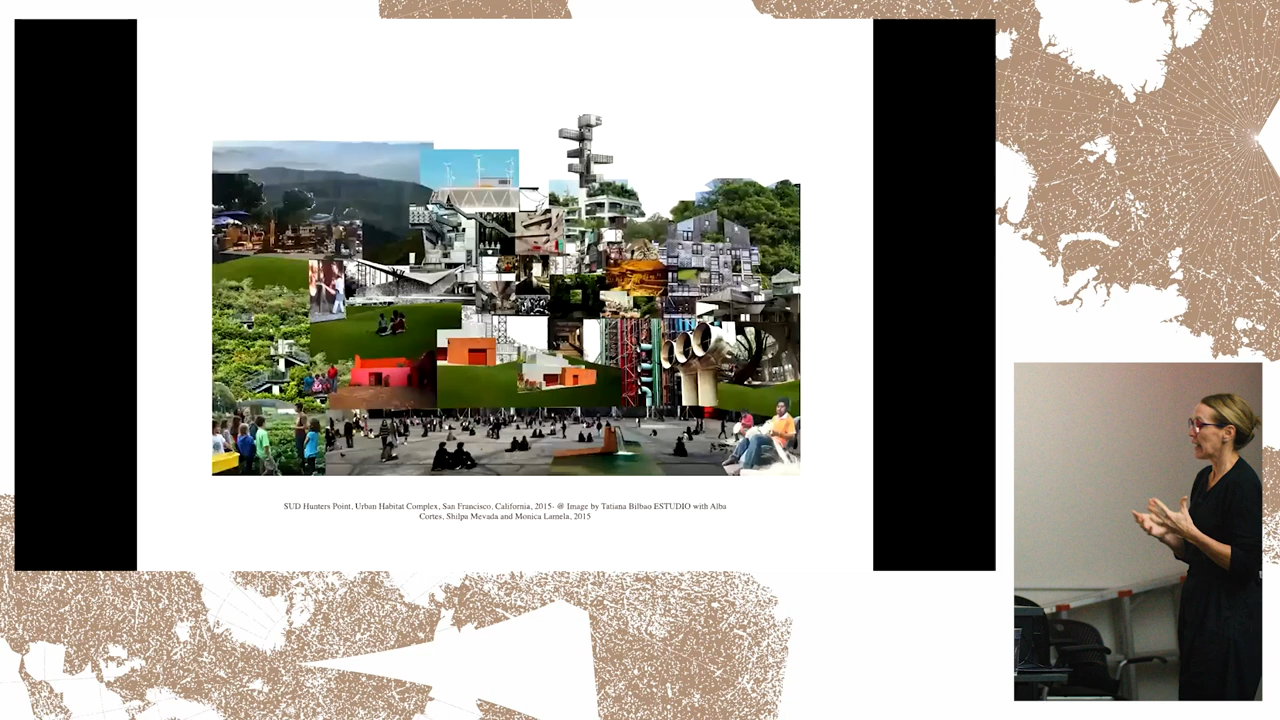 SUD Hunters Point, Urban Habitat Complex, San Francisco, California, 2015- @ Image by Tatiana Bilbao ESTUDIO with Alba
Cortes, Shilpa Mevada and Monica Lamela, 2015